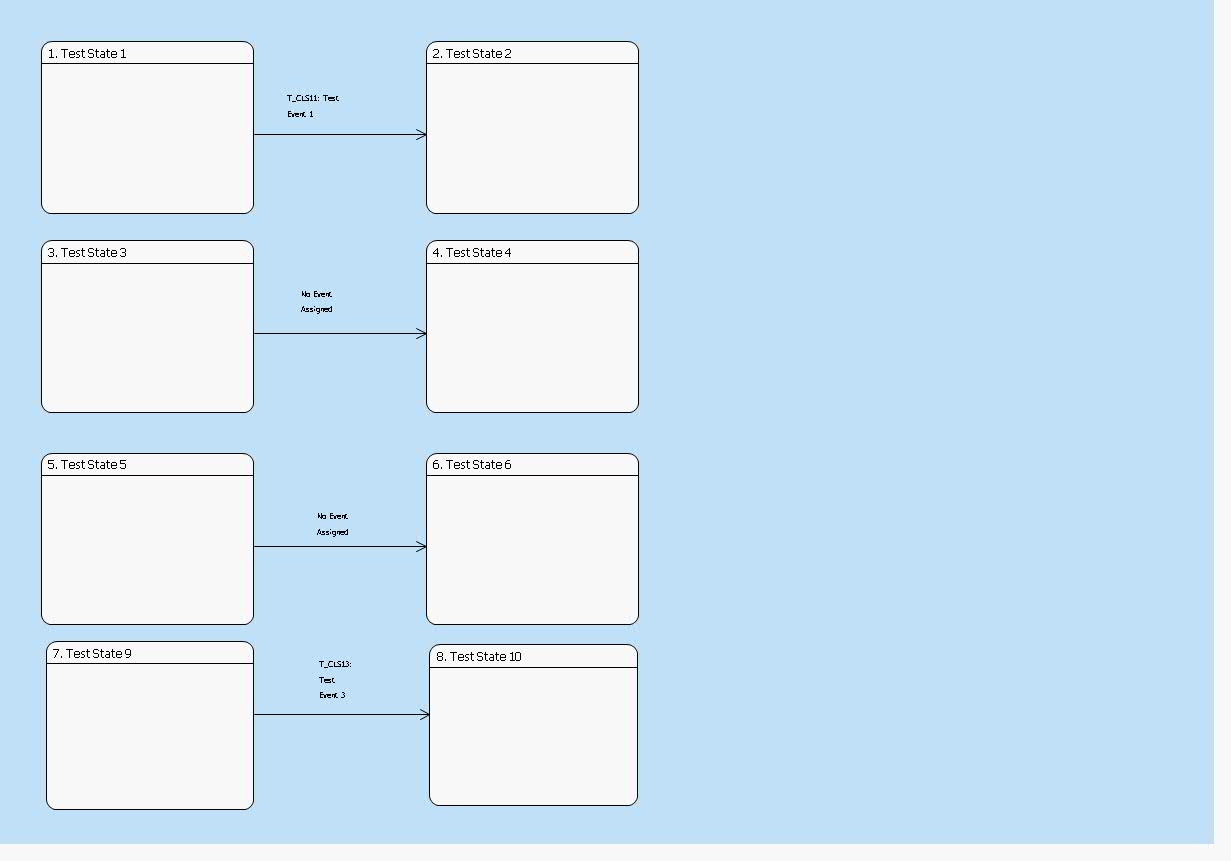 1. Test State 1
2. Test State 2
T_CLS11: Test
Event 1
3. Test State 3
4. Test State 4
No Event
Assigned
5. Test State 5
6. Test State 6
No Event
Assigned
7. Test State 9
8. Test State 10
T_CLS13:
Test
Event 3